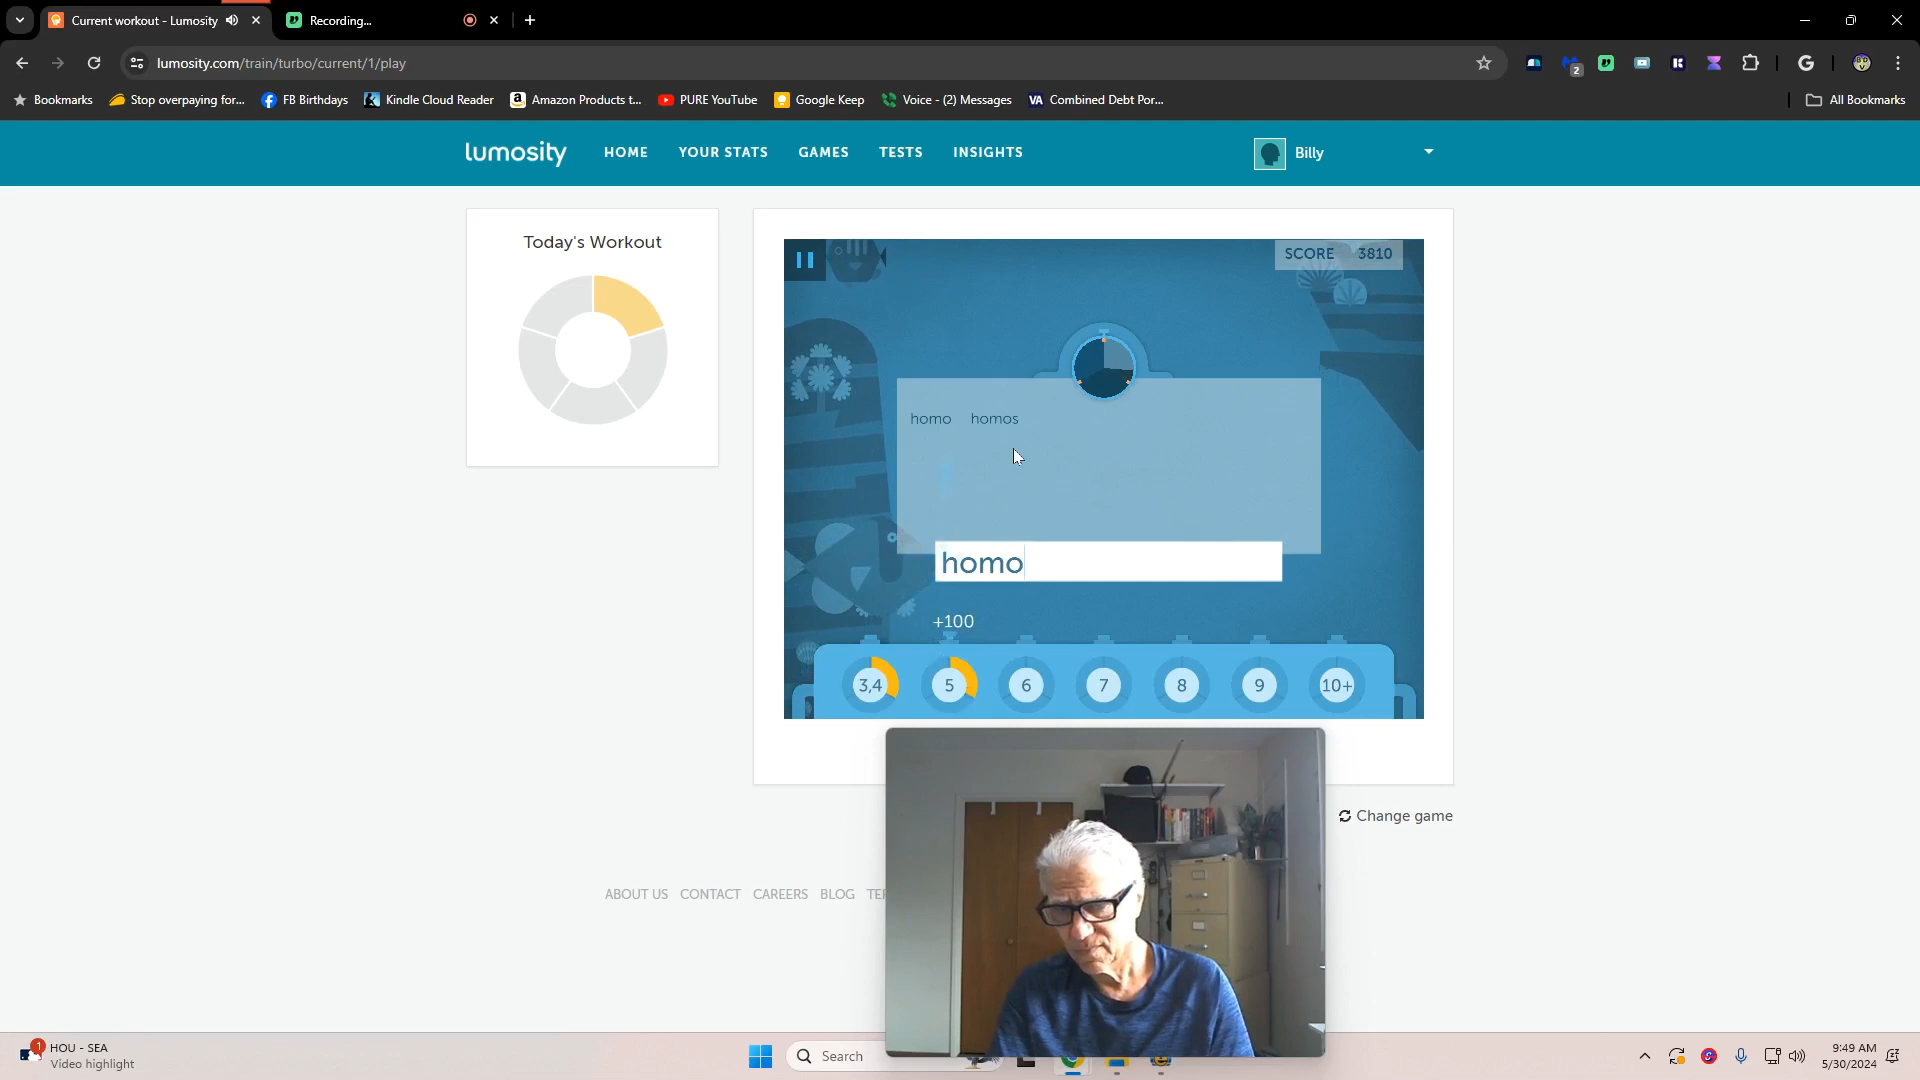 Current workout - Lumosity
Recording...
lumosity.com/train/turbo/current/1/play
2
G
Bookmarks
Stop overpaying for...
FB Birthdays
Kindle Cloud Reader
Amazon Products t...
PURE YouTube
Google Keep
Voice - (2) Messages
VA Combined Debt Por...
All Bookmarks
lumosity
HOME
YOUR STATS
GAMES
TESTS
INSIGHTS
Billy
Today's Workout
SCORE 3810
homo homos
homo
+100
3,4 5 6 7 8 9 10+
Change game
ABOUT US CONTACT CAREERS BLOG
1
HOU - SEA
Video highlight
Search
9:49 AM
5/30/2024